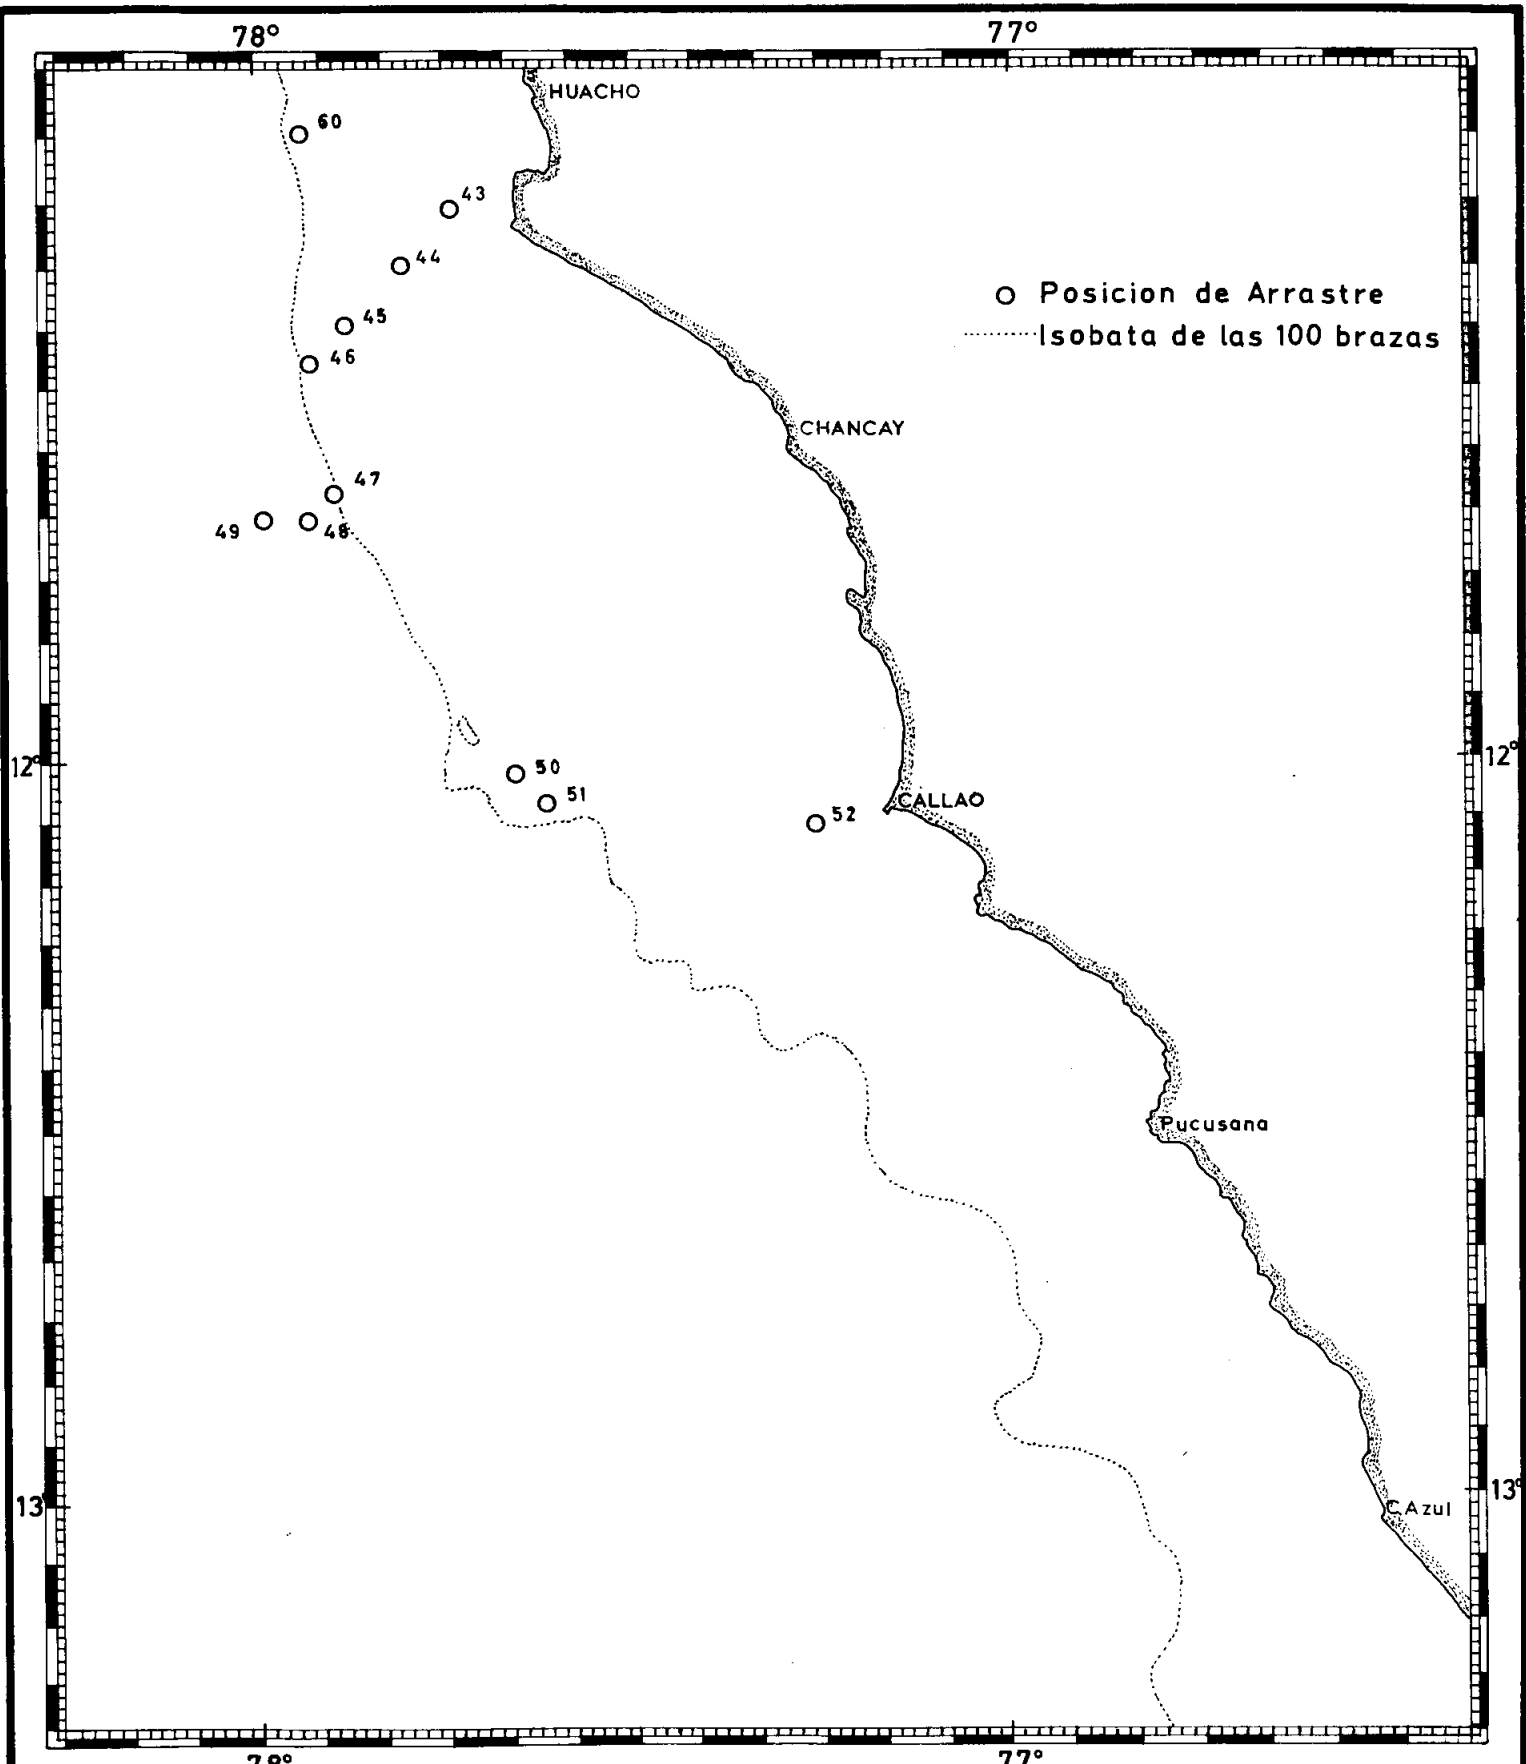 78° 77°
HUACHO
60
43
44
Posicion de Arrastre
45
Isobata de las 100 brazas
46
CHANCAY
47
49 48
12° 12°
50
51
CALLAO
52
Pucusana
13° 13°
C.Azul
78° 77°